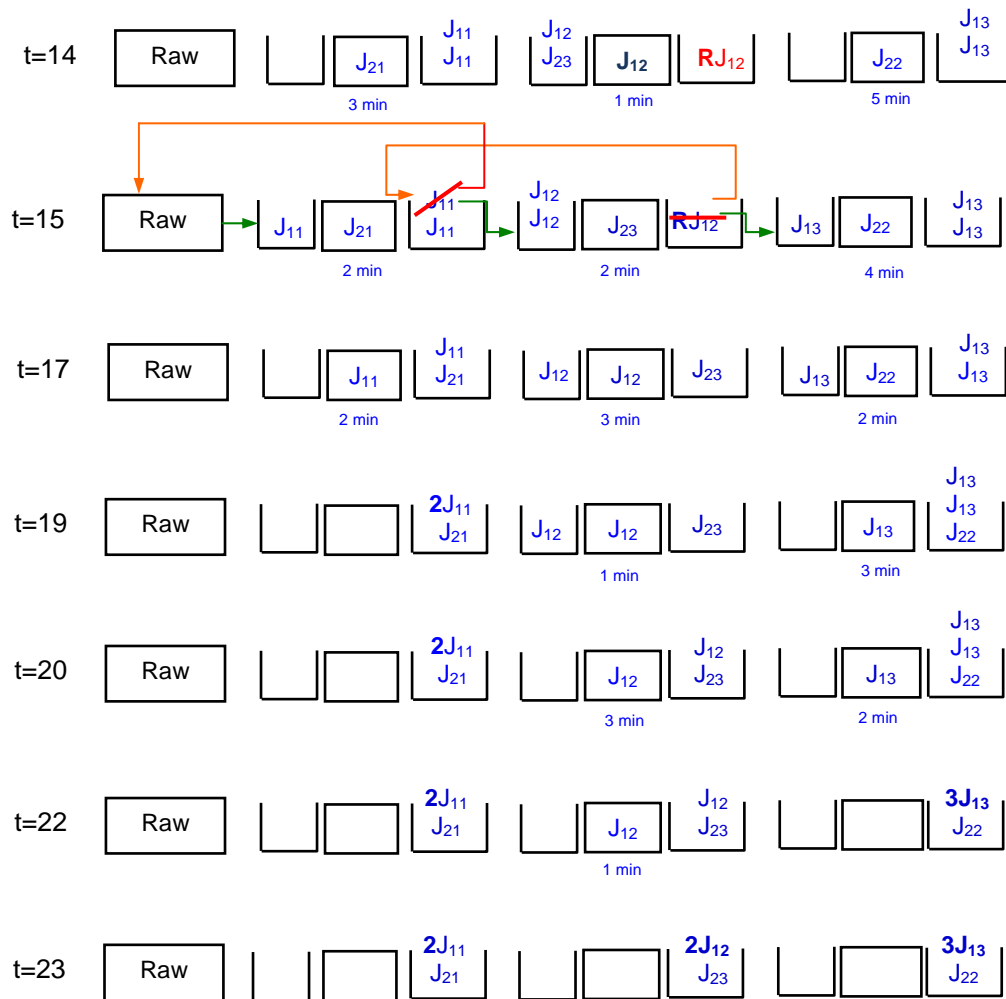 t=14 Raw J₂₁ J₁₁ J₁₁ J₁₂ J₂₃ J₁₂ RJ₁₂ J₂₂ J₁₃ J₁₃
3 min 1 min 5 min
t=15 Raw J₁₁ J₂₁ J₁₁ J₁₁ J₁₂ J₁₂ J₂₃ RJ₁₂ J₁₃ J₂₂ J₁₃ J₁₃
2 min 2 min 4 min
t=17 Raw J₁₁ J₁₁ J₂₁ J₁₂ J₁₂ J₂₃ J₁₃ J₂₂ J₁₃ J₁₃
2 min 3 min 2 min
t=19 Raw 2J₁₁ J₂₁ J₁₂ J₁₂ J₂₃ J₁₃ J₁₃ J₁₃ J₂₂
1 min 3 min
t=20 Raw 2J₁₁ J₂₁ J₁₂ J₁₂ J₂₃ J₁₃ J₁₃ J₁₃ J₂₂
3 min 2 min
t=22 Raw 2J₁₁ J₂₁ J₁₂ J₁₂ J₂₃ 3J₁₃ J₂₂
1 min
t=23 Raw 2J₁₁ J₂₁ 2J₁₂ J₂₃ 3J₁₃ J₂₂